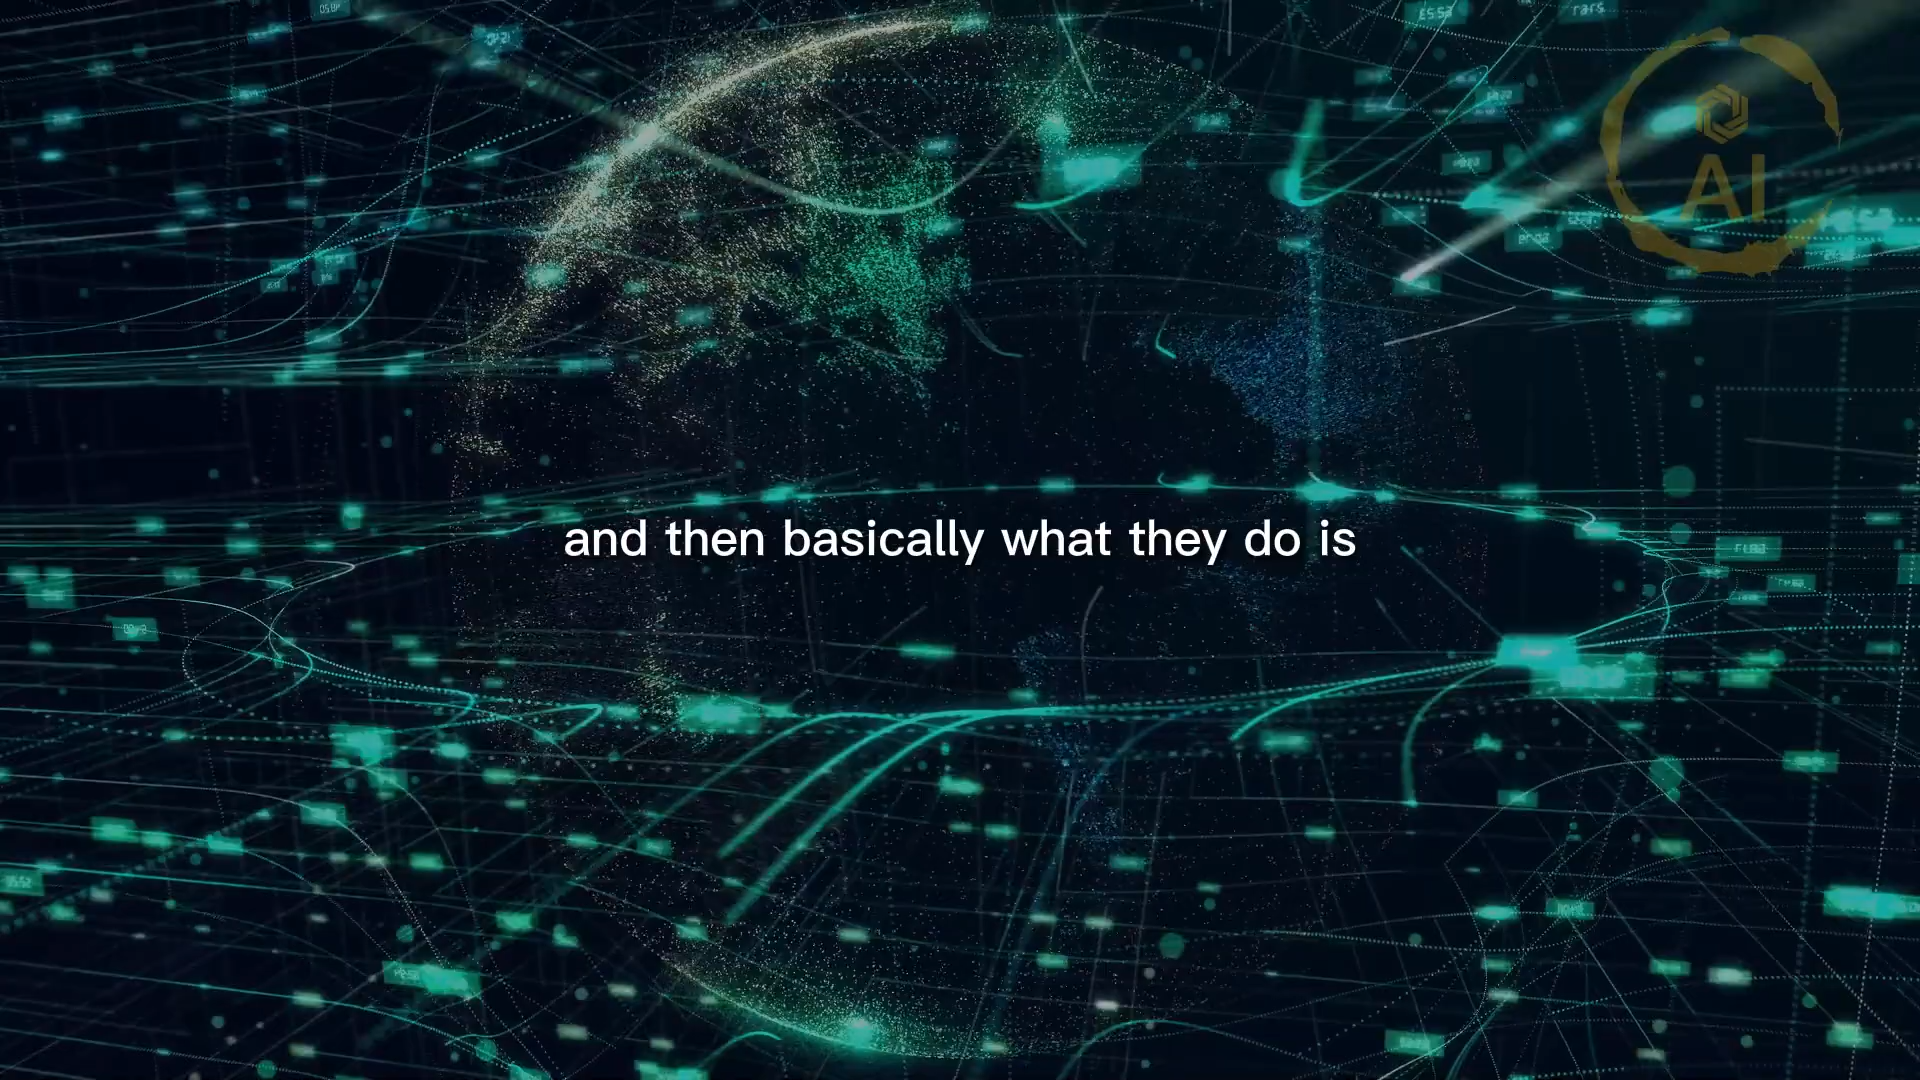 AI
and then basically what they do is